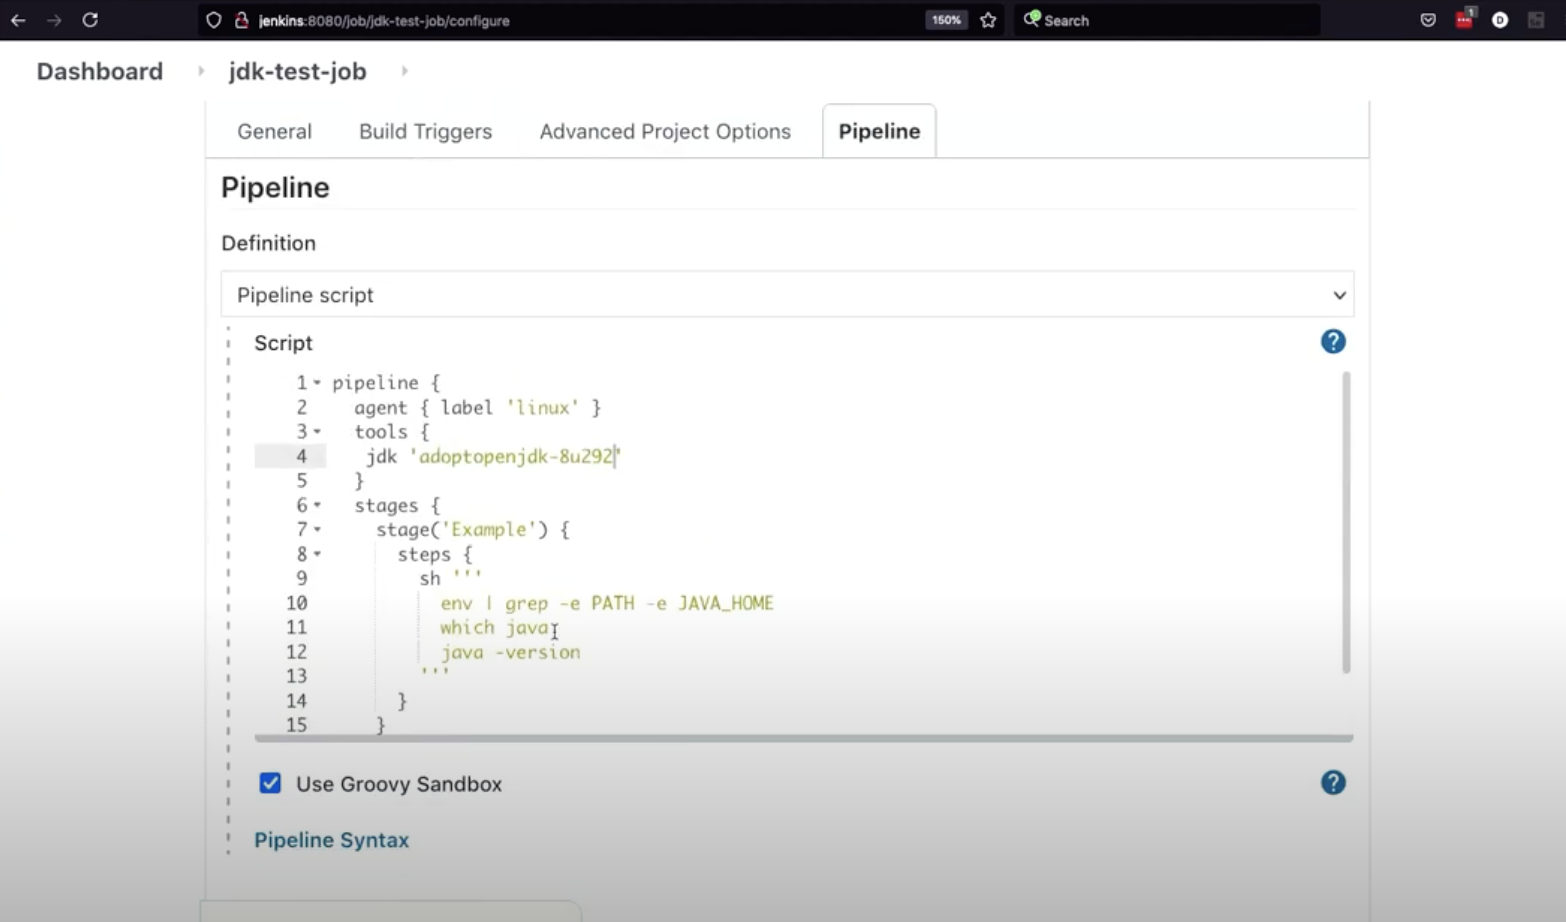 jenkins:8080/job/jdk-test-job/configure
150%
Search
1
D
Dashboard
jdk-test-job
General
Build Triggers
Advanced Project Options
Pipeline
Pipeline
Definition
Pipeline script
Script
1 pipeline {
2 agent { label 'linux' }
3 tools {
4 jdk 'adoptopenjdk-8u292'
5 }
6 stages {
7 stage('Example') {
8 steps {
9 sh '''
10 env | grep -e PATH -e JAVA_HOME
11 which java
12 java -version
13 '''
14 }
15 }
Use Groovy Sandbox
Pipeline Syntax